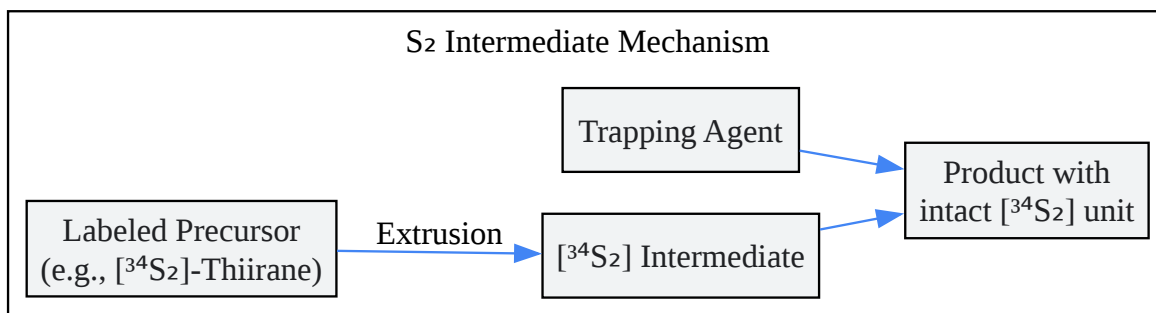 S₂ Intermediate Mechanism
Trapping Agent
Product with
intact [³⁴S₂] unit
Labeled Precursor
(e.g., [³⁴S₂]-Thiirane)
Extrusion
[³⁴S₂] Intermediate